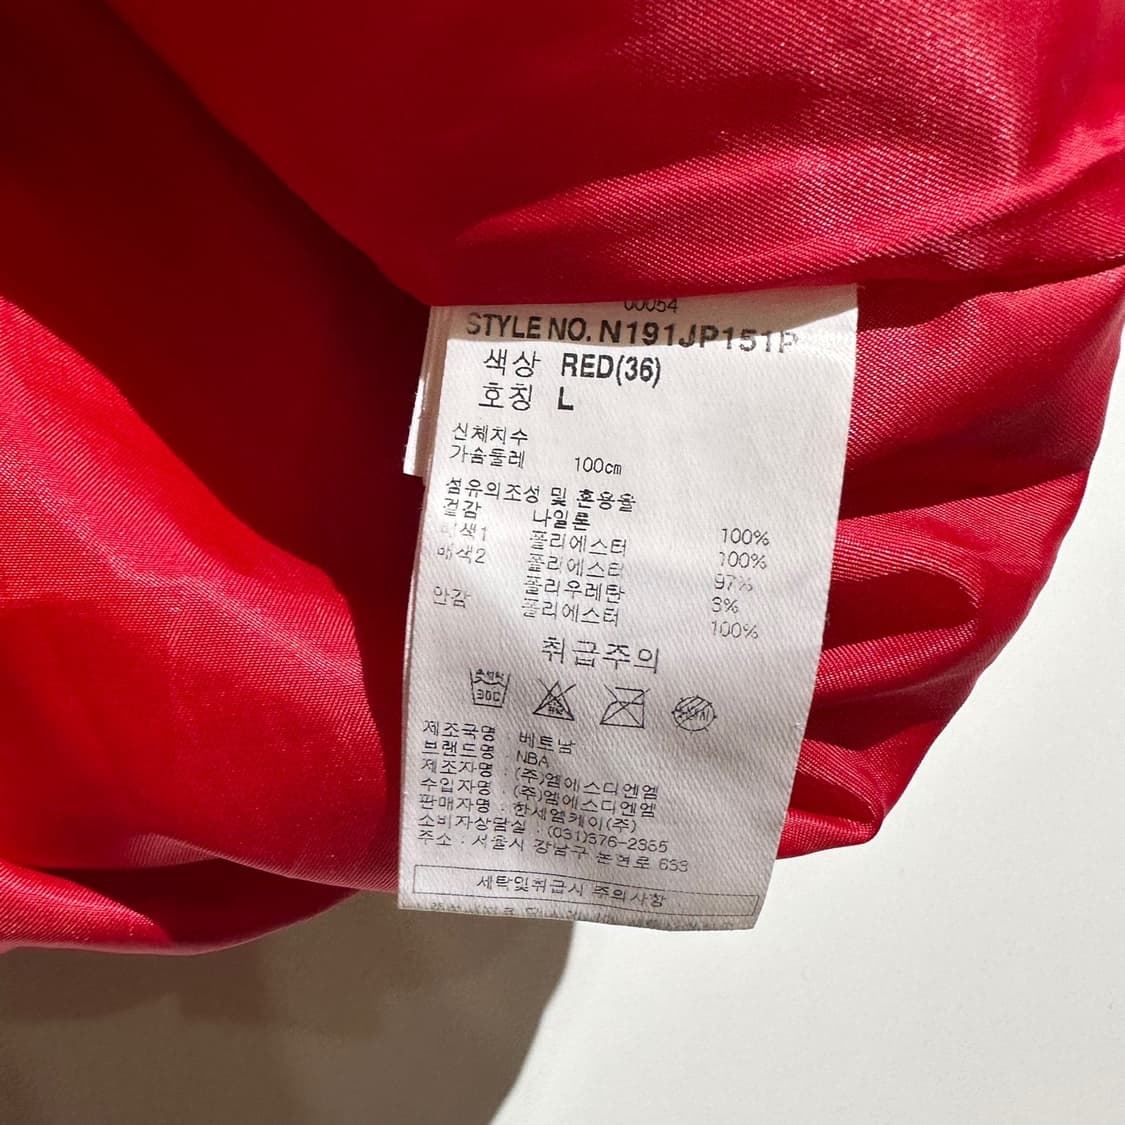 00054
STYLE NO. N191JP151P
색상 RED(36)
호칭 L
신체치수
가슴둘레 100cm
섬유의조성 및 혼용율
겉감 나일론 100%
배색1 폴리에스터 100%
배색2 폴리에스터 97%
폴리우레탄 3%
안감 폴리에스터 100%
취급주의
제조국명 : 베트남
브랜드명 : NBA
제조자명 : (주)엠에스디엔엠
수입자명 : (주)엠에스디엔엠
판매자명 : 한세엠케이(주)
소비자상담실 : (031)376-2355
주소 : 서울시 강남구 논현로 633
세탁및취급시 주의사항